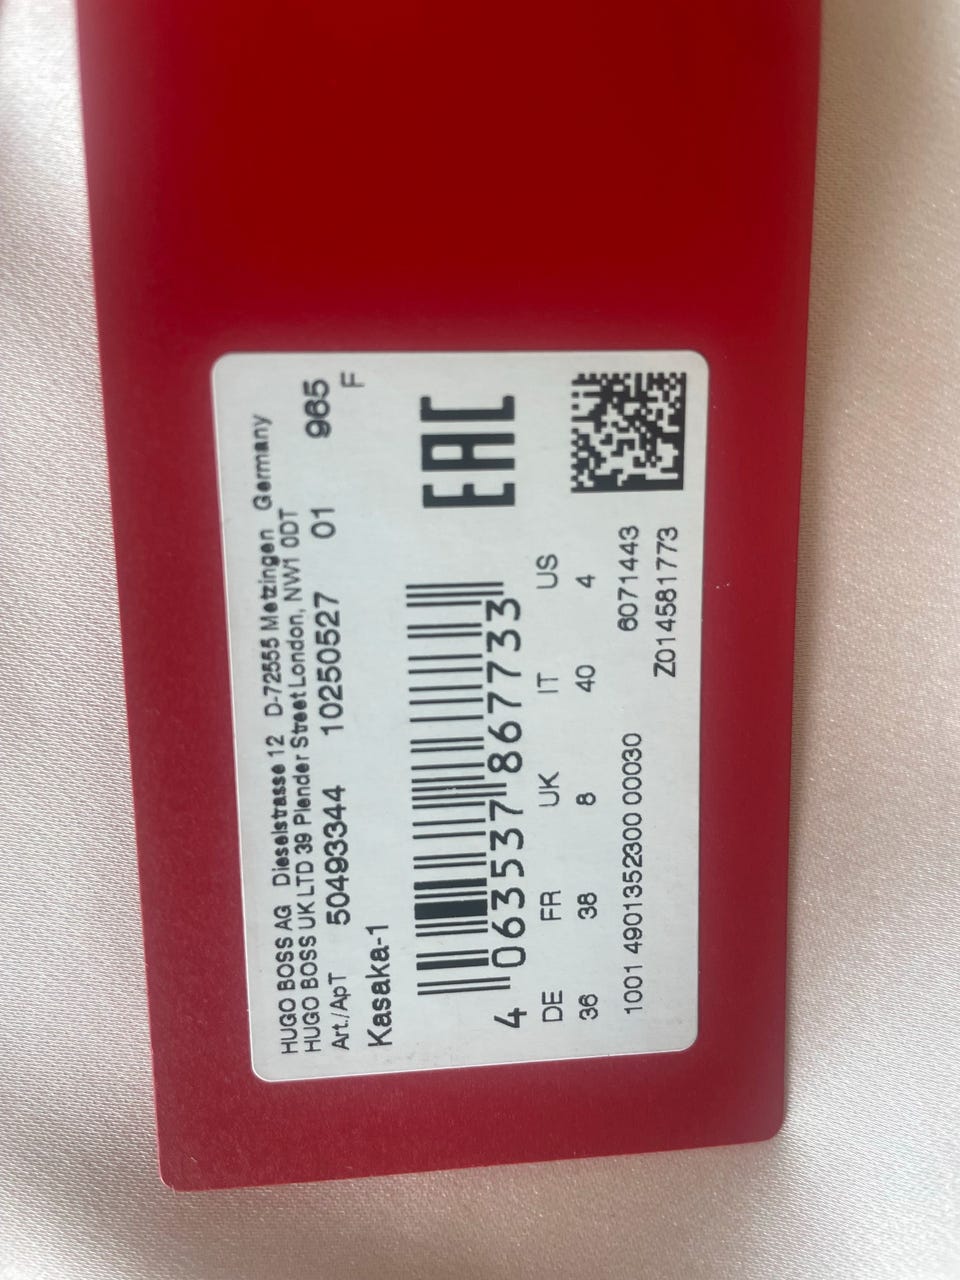 HUGO BOSS AG Dieselstrasse 12 D-72555 Metzingen Germany
HUGO BOSS UK LTD 39 Plender Street London, NW1 0DT
Art./ApT 50493344 10250527 01 965
F
Kasaka-1
EAC
4 063537 867733
DE FR UK IT US
36 38 8 40 4
1001 4901352300 00030 6071443
Z014581773